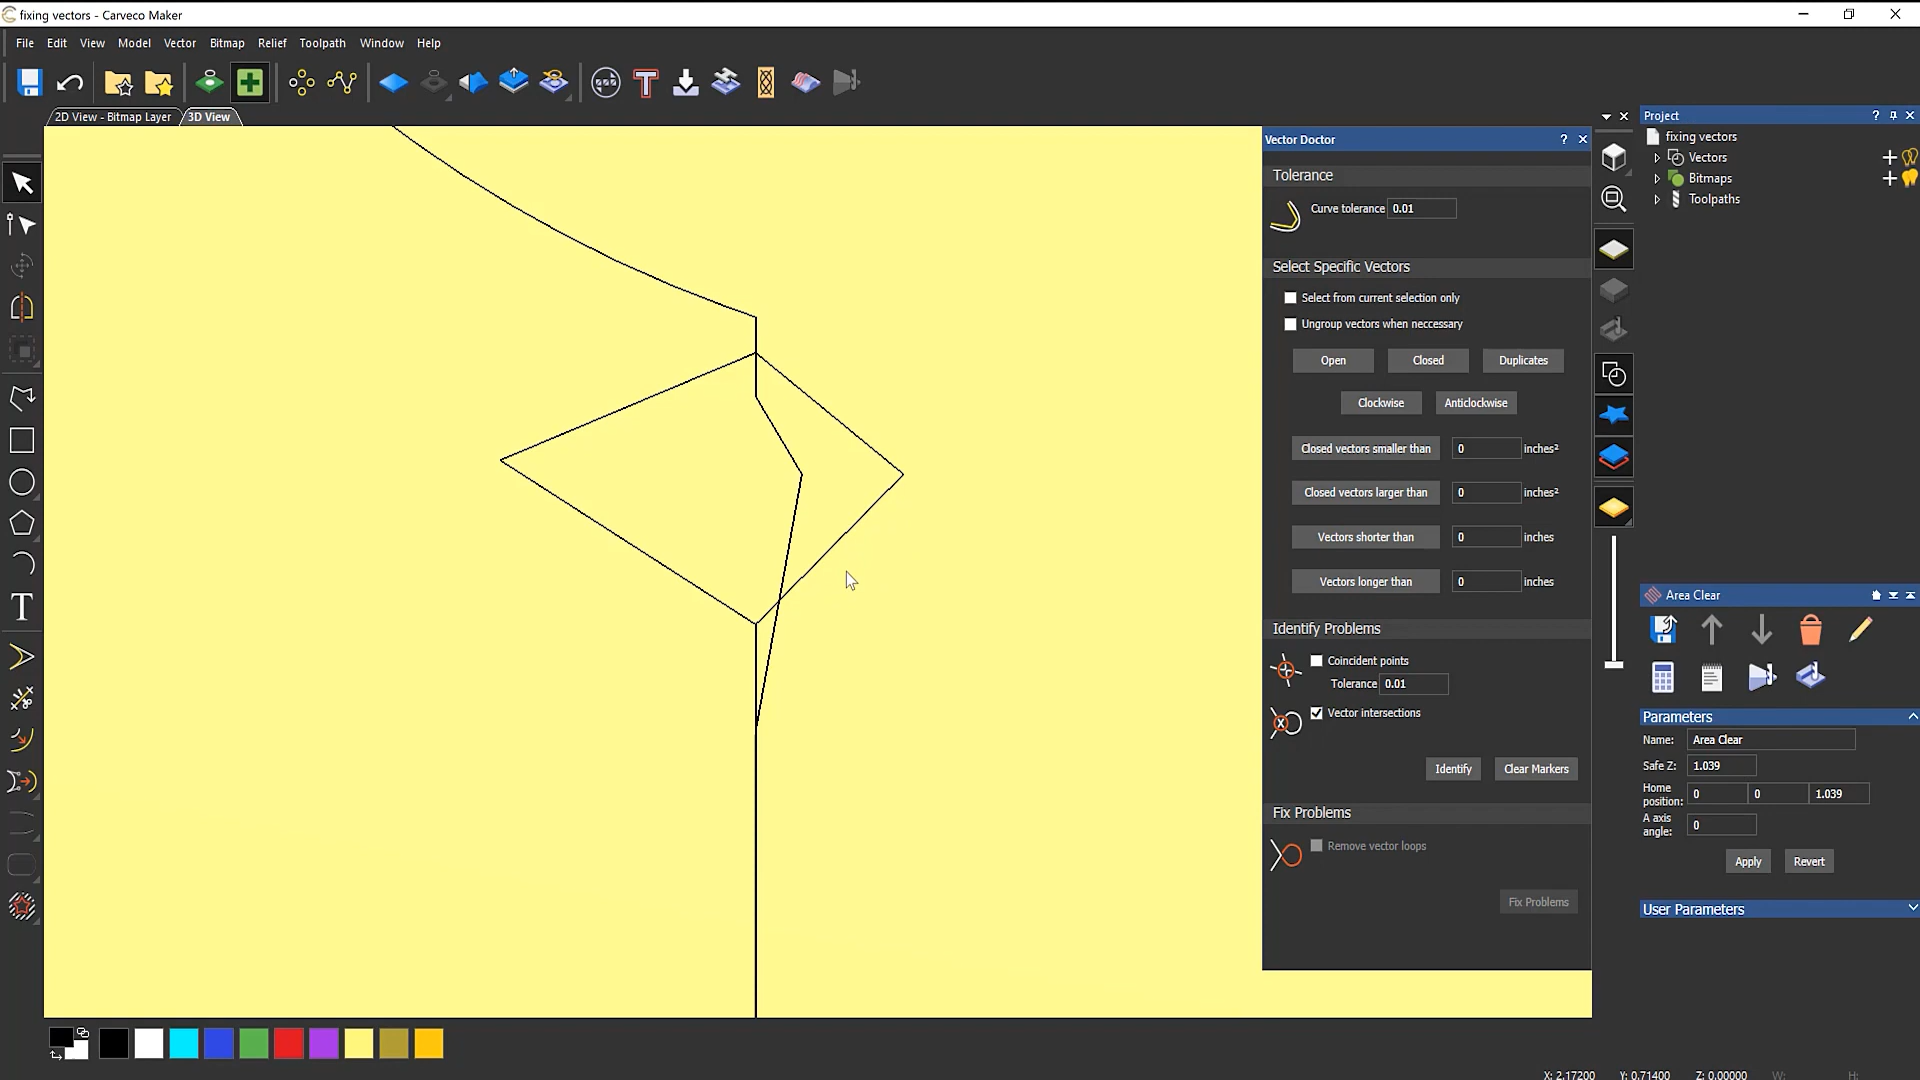 fixing vectors - Carveco Maker
File Edit View Model Vector Bitmap Relief Toolpath Window Help
2D View - Bitmap Layer 3D View
Vector Doctor ?
Tolerance
Curve tolerance 0.01
Select Specific Vectors
Select from current selection only
Ungroup vectors when neccessary
Open Closed Duplicates
Clockwise Anticlockwise
Closed vectors smaller than 0 inches²
Closed vectors larger than 0 inches²
Vectors shorter than 0 inches
Vectors longer than 0 inches
Identify Problems
Coincident points
Tolerance 0.01
Vector intersections
Identify Clear Markers
Fix Problems
Remove vector loops
Fix Problems
Project ?
fixing vectors
Vectors
Bitmaps
Toolpaths
Area Clear
Parameters
Name: Area Clear
Safe Z: 1.039
Home position: 0 0 1.039
A axis angle: 0
Apply Revert
User Parameters
X: 2.17200 Y: 0.71400 Z: 0.00000 W: H: